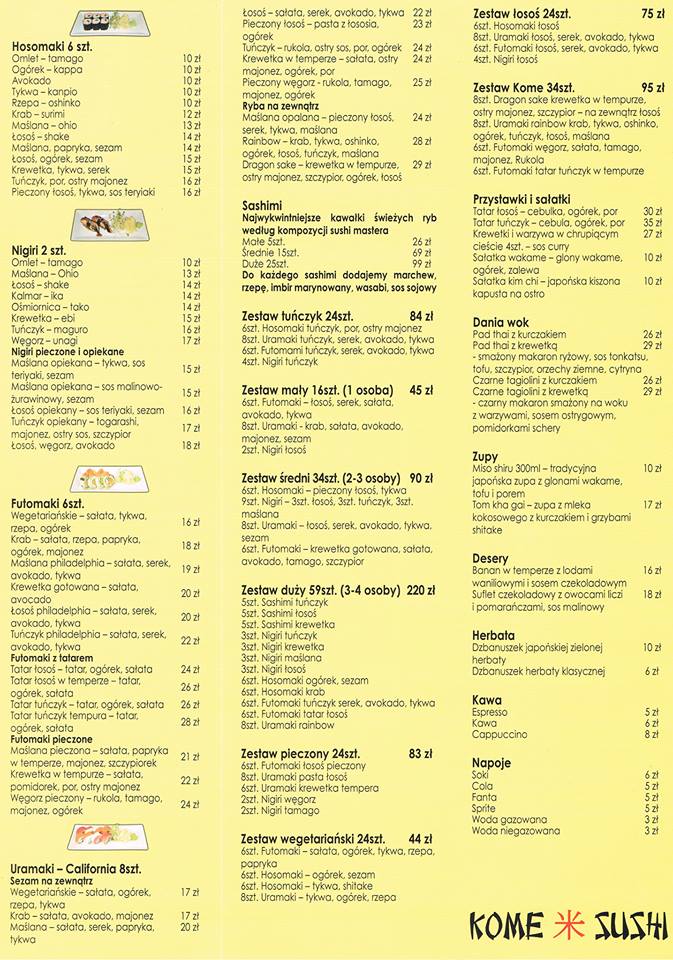 Hosomaki 6 szt.
Omlet – tamago 10 zł
Ogórek – kappa 10 zł
Avokado 10 zł
Tykwa – kanpio 10 zł
Rzepa – oshinko 10 zł
Krab – surimi 12 zł
Maślana – ohio 13 zł
Łosoś – shake 14 zł
Maślana, papryka, sezam 14 zł
Łosoś, ogórek, sezam 15 zł
Krewetka, tykwa, serek 15 zł
Tuńczyk, por, ostry majonez 16 zł
Pieczony łosoś, tykwa, sos teryiaki 16 zł
Nigiri 2 szt.
Omlet – tamago 10 zł
Maślana – Ohio 13 zł
Łosoś – shake 14 zł
Kalmar – ika 14 zł
Ośmiornica – tako 14 zł
Krewetka – ebi 15 zł
Tuńczyk – maguro 16 zł
Węgorz – unagi 17 zł
Nigiri pieczone i opiekane
Maślana opiekana – tykwa, sos
teriyaki, sezam 15 zł
Maślana opiekana – sos malinowo-
żurawinowy, sezam 15 zł
Łosoś opiekany – sos teriyaki, sezam 16 zł
Tuńczyk opiekany – togarashi,
majonez, ostry sos, szczypior 17 zł
Łosoś, węgorz, avokado 18 zł
Futomaki 6szt.
Wegetariańskie – sałata, tykwa,
rzepa, ogórek 16 zł
Krab – sałata, rzepa, papryka,
ogórek, majonez 18 zł
Maślana philadelphia – sałata, serek,
avokado, tykwa 19 zł
Krewetka gotowana – sałata,
avocado 20 zł
Łosoś philadelphia – sałata, serek,
avokado, tykwa 20 zł
Tuńczyk philadelphia – sałata, serek,
avokado, tykwa 22 zł
Futomaki z tatarem
Tatar łosoś – tatar, ogórek, sałata 24 zł
Tatar łosoś w temperze – tatar,
ogórek, sałata 26 zł
Tatar tuńczyk – tatar, ogórek, sałata 26 zł
Tatar tuńczyk tempura – tatar,
ogórek, sałata 28 zł
Futomaki pieczone
Maślana pieczona – sałata, papryka
w temperze, majonez, szczypiorek 21 zł
Krewetka w tempurze – sałata,
pomidorek, por, ostry majonez 22 zł
Węgorz pieczony – rukola, tamago,
majonez, ogórek 24 zł
Uramaki – California 8szt.
Sezam na zewnątrz
Wegetariańskie – sałata, ogórek,
rzepa, tykwa 17 zł
Krab – sałata, avokado, majonez 17 zł
Maślana – sałata, serek, papryka,
tykwa 20 zł
Łosoś – sałata, serek, avokado, tykwa 22 zł
Pieczony łosoś – pasta z łososia,
ogórek 23 zł
Tuńczyk – rukola, ostry sos, por, ogórek 24 zł
Krewetka w temperze – sałata, ostry
majonez, ogórek, por 24 zł
Pieczony węgorz - rukola, tamago,
majonez, ogórek 25 zł
Ryba na zewnątrz
Maślana opalana – pieczony łosoś,
serek, tykwa, maślana 24 zł
Rainbow – krab, tykwa, oshinko,
ogórek, łosoś, tuńczyk, maślana 28 zł
Dragon sake – krewetka w tempurze,
ostry majonez, szczypior, ogórek, łosoś 29 zł
Sashimi
Najwykwintniejsze kawałki świeżych ryb
według kompozycji sushi mastera
Małe 5szt. 26 zł
Średnie 15szt. 69 zł
Duże 25szt. 99 zł
Do każdego sashimi dodajemy marchew,
rzepę, imbir marynowany, wasabi, sos sojowy
Zestaw tuńczyk 24szt. 84 zł
6szt. Hosomaki tuńczyk, por, ostry majonez
8szt. Uramaki tuńczyk, serek, avokado, tykwa
6szt. Futomami tuńczyk, serek, avokado, tykwa
4szt. Nigiri tuńczyk
Zestaw mały 16szt. (1 osoba) 45 zł
6szt. Futomaki – łosoś, serek, sałata,
avokado, tykwa
8szt. Uramaki - krab, sałata, avokado,
majonez, sezam
2szt. Nigiri łosoś
Zestaw średni 34szt. (2-3 osoby) 90 zł
6szt. Hosomaki – pieczony łosoś, tykwa
9szt. Nigiri – 3szt. łosoś, 3szt. tuńczyk, 3szt.
maślana
8szt. Uramaki – łosoś, serek, avokado, tykwa,
sezam
6szt. Futomaki – krewetka gotowana, sałata,
avokado, tamago, szczypior
Zestaw duży 59szt. (3-4 osoby) 220 zł
5szt. Sashimi tuńczyk
5szt. Sashimi łosoś
5szt. Sashimi krewetka
3szt. Nigri tuńczyk
3szt. Nigri krewetka
3szt. Nigri maślana
3szt. Nigri łosoś
6szt. Hosomaki ogórek, sezam
6szt. Hosomaki krab
6szt. Futomaki tuńczyk serek, avokado, tykwa
6szt. Futomaki tatar łosoś
8szt. Uramaki rainbow
Zestaw pieczony 24szt. 83 zł
6szt. Futomaki łosoś pieczony
8szt. Uramaki pasta łosoś
6szt. Uramaki krewetka tempera
2szt. Nigiri węgorz
2szt. Nigiri tamago
Zestaw wegetariański 24szt. 44 zł
6szt. Futomaki – sałata, ogórek, tykwa, rzepa,
papryka
6szt. Hosomaki – ogórek, sezam
6szt. Hosomaki – tykwa, shitake
8szt. Uramaki – tykwa, ogórek, rzepa
Zestaw łosoś 24szt. 75 zł
6szt. Hosomaki łosoś
8szt. Uramaki łosoś, serek, avokado, tykwa
6szt. Futomaki łosoś, serek, avokado, tykwa
4szt. Nigiri łosoś
Zestaw Kome 34szt. 95 zł
8szt. Dragon sake krewetka w tempurze,
ostry majonez, szczypior – na zewnątrz łosoś
8szt. Uramaki rainbow krab, tykwa, oshinko,
ogórek, tuńczyk, łosoś, maślana
6szt. Futomaki węgorz, sałata, tamago,
majonez, Rukola
6szt. Futomaki tatar tuńczyk w tempurze
Przystawki i sałatki
Tatar łosoś – cebulka, ogórek, por 30 zł
Tatar tuńczyk – cebula, ogórek, por 35 zł
Krewetki i warzywa w chrupiącym 27 zł
cieście 4szt. – sos curry
Sałatka wakame – glony wakame,
ogórek, zalewa 10 zł
Sałatka kim chi – japońska kiszona 10 zł
kapusta na ostro
Dania wok
Pad thai z kurczakiem 26 zł
Pad thai z krewetką 29 zł
- smażony makaron ryżowy, sos tonkatsu,
tofu, szczypior, orzechy ziemne, cytryna
Czarne tagiolini z kurczakiem 26 zł
Czarne tagiolini z krewetką 29 zł
- czarny makaron smażony na woku
z warzywami, sosem ostrygowym,
pomidorkami schery
Zupy
Miso shiru 300ml – tradycyjna 10 zł
japońska zupa z glonami wakame,
tofu i porem
Tom kha gai – zupa z mleka 17 zł
kokosowego z kurczakiem i grzybami
shitake
Desery
Banan w temperze z lodami 16 zł
waniliowymi i sosem czekoladowym
Suflet czekoladowy z owocami liczi 18 zł
i pomarańczami, sos malinowy
Herbata
Dzbanuszek japońskiej zielonej 10 zł
herbaty
Dzbanuszek herbaty klasycznej 6 zł
Kawa
Espresso 5 zł
Kawa 6 zł
Cappuccino 8 zł
Napoje
Soki 6 zł
Cola 5 zł
Fanta 5 zł
Sprite 5 zł
Woda gazowana 3 zł
Woda niegazowana 3 zł
KOME 米 SUSHI